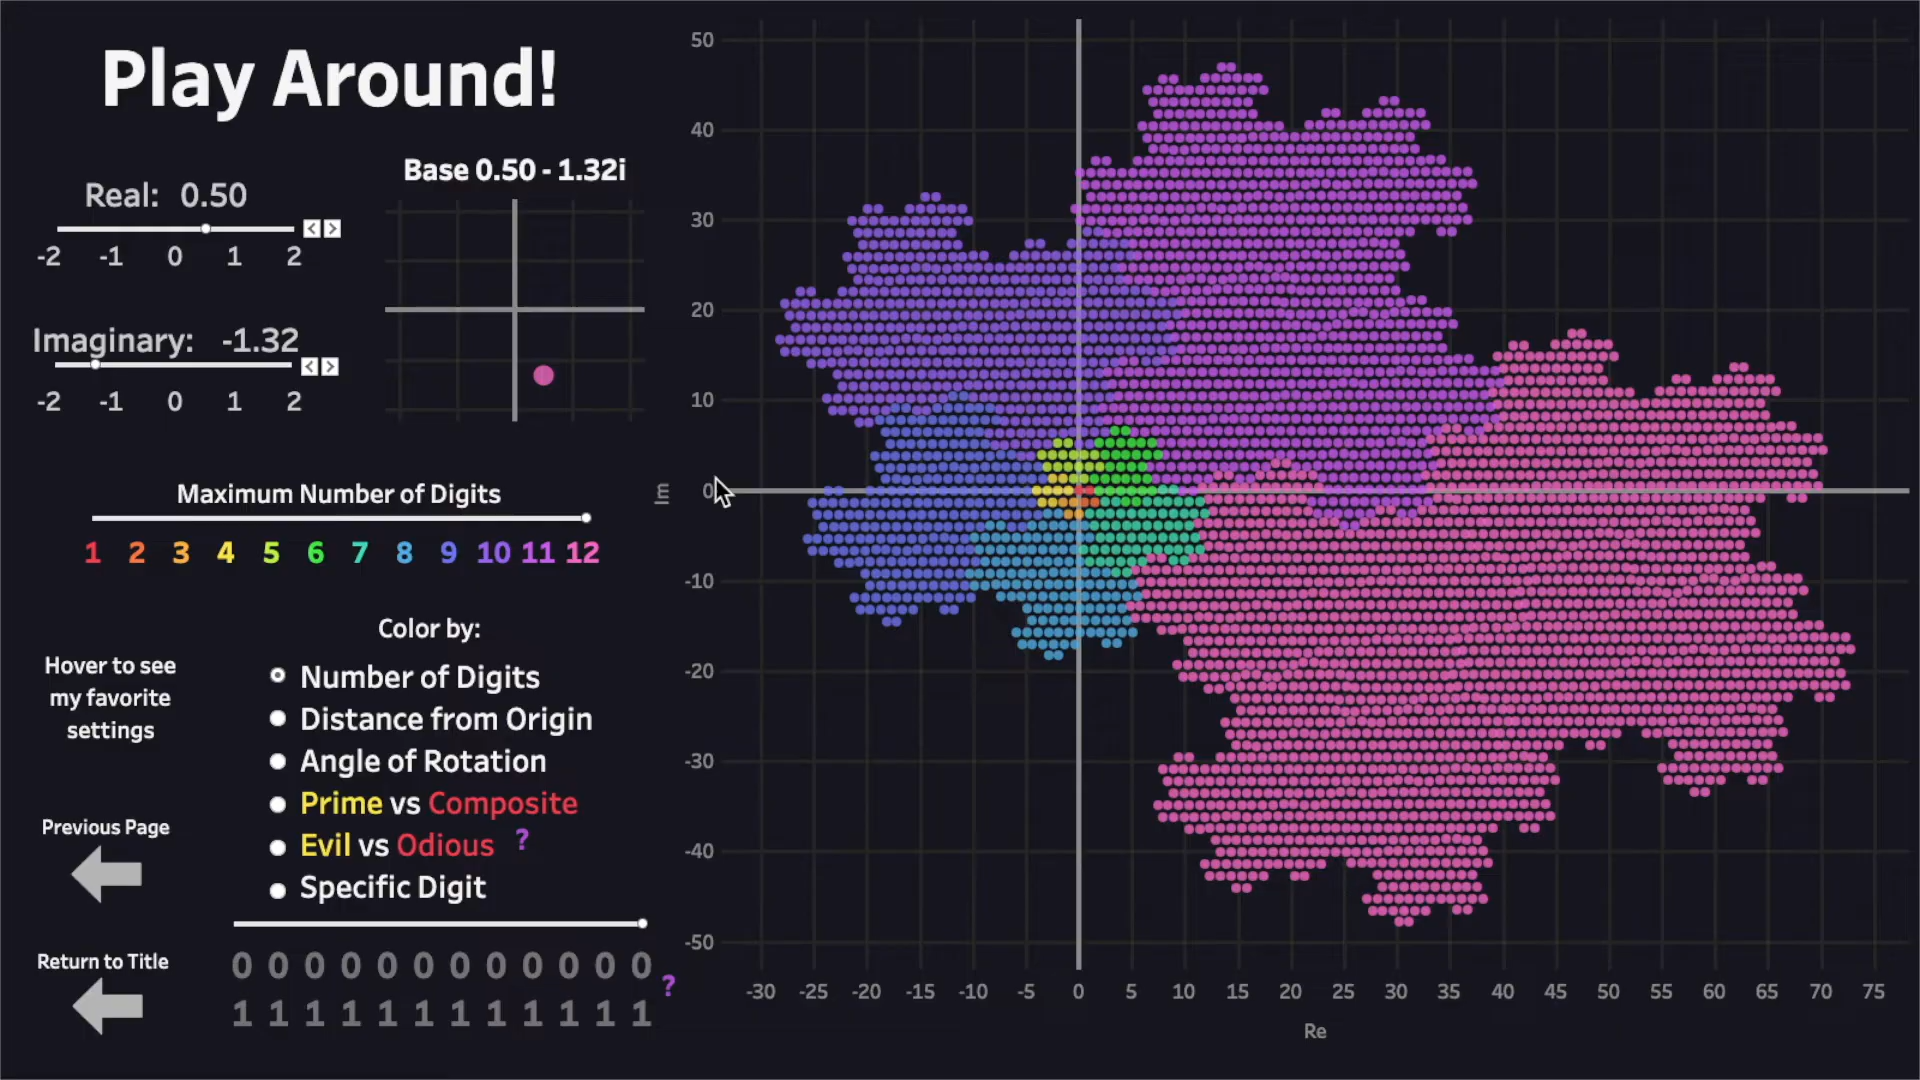 Play Around!
Base 0.50 - 1.32i
Real: 0.50
-2 -1 0 1 2
Imaginary: -1.32
-2 -1 0 1 2
Maximum Number of Digits
1 2 3 4 5 6 7 8 9 10 11 12
Color by:
Number of Digits
Distance from Origin
Angle of Rotation
Prime vs Composite
Evil vs Odious ?
Specific Digit
0 0 0 0 0 0 0 0 0 0 0 0
1 1 1 1 1 1 1 1 1 1 1 1
?
Hover to see
my favorite
settings
Previous Page
Return to Title
50
40
30
20
10
0
-10
-20
-30
-40
-50
Im
-30 -25 -20 -15 -10 -5 0 5 10 15 20 25 30 35 40 45 50 55 60 65 70 75
Re